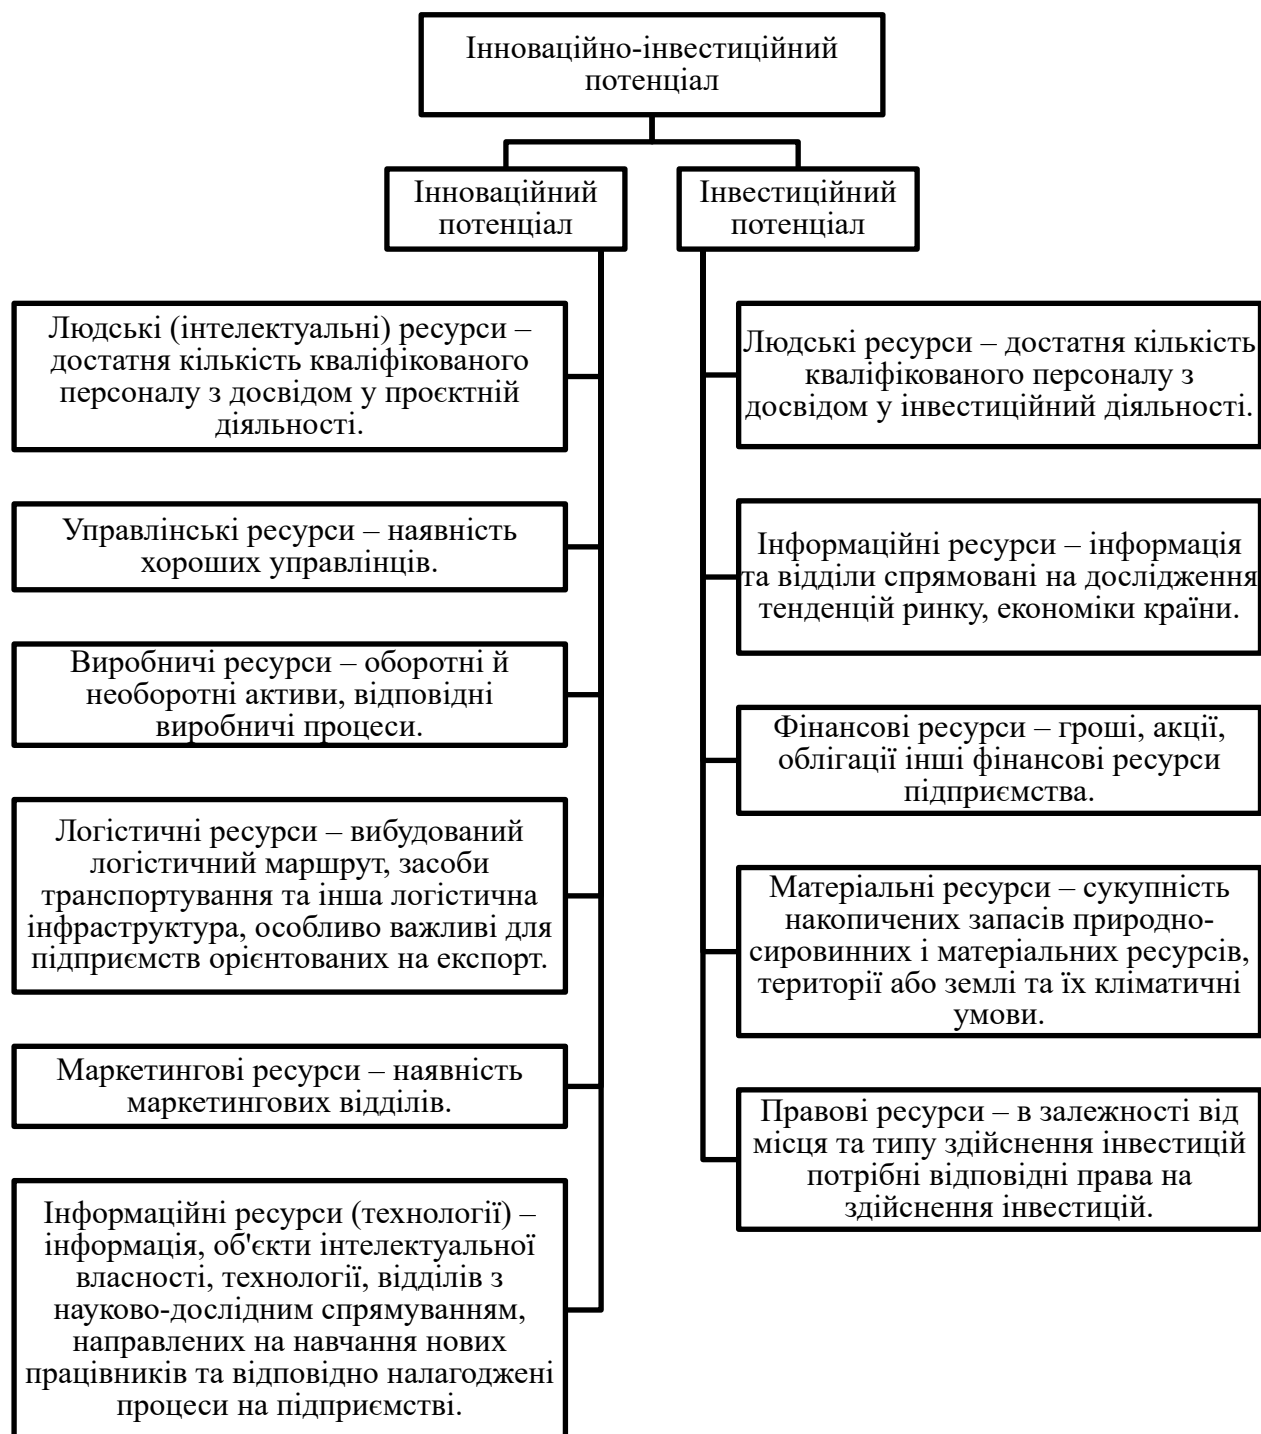 Інноваційно-інвестиційний
потенціал
Інноваційний
потенціал
Інвестиційний
потенціал
Людські (інтелектуальні) ресурси –
достатня кількість кваліфікованого
персоналу з досвідом у проєктній
діяльності.
Управлінські ресурси – наявність
хороших управлінців.
Виробничі ресурси – оборотні й
необоротні активи, відповідні
виробничі процеси.
Логістичні ресурси – вибудований
логістичний маршрут, засоби
транспортування та інша логістична
інфраструктура, особливо важливі для
підприємств орієнтованих на експорт.
Маркетингові ресурси – наявність
маркетингових відділів.
Інформаційні ресурси (технології) –
інформація, об'єкти інтелектуальної
власності, технології, відділів з
науково-дослідним спрямуванням,
направлених на навчання нових
працівників та відповідно налагоджені
процеси на підприємстві.
Людські ресурси – достатня кількість
кваліфікованого персоналу з
досвідом у інвестиційний діяльності.
Інформаційні ресурси – інформація
та відділи спрямовані на дослідження
тенденцій ринку, економіки країни.
Фінансові ресурси – гроші, акції,
облігації інші фінансові ресурси
підприємства.
Матеріальні ресурси – сукупність
накопичених запасів природно-
сировинних і матеріальних ресурсів,
території або землі та їх кліматичні
умови.
Правові ресурси – в залежності від
місця та типу здійснення інвестицій
потрібні відповідні права на
здійснення інвестицій.